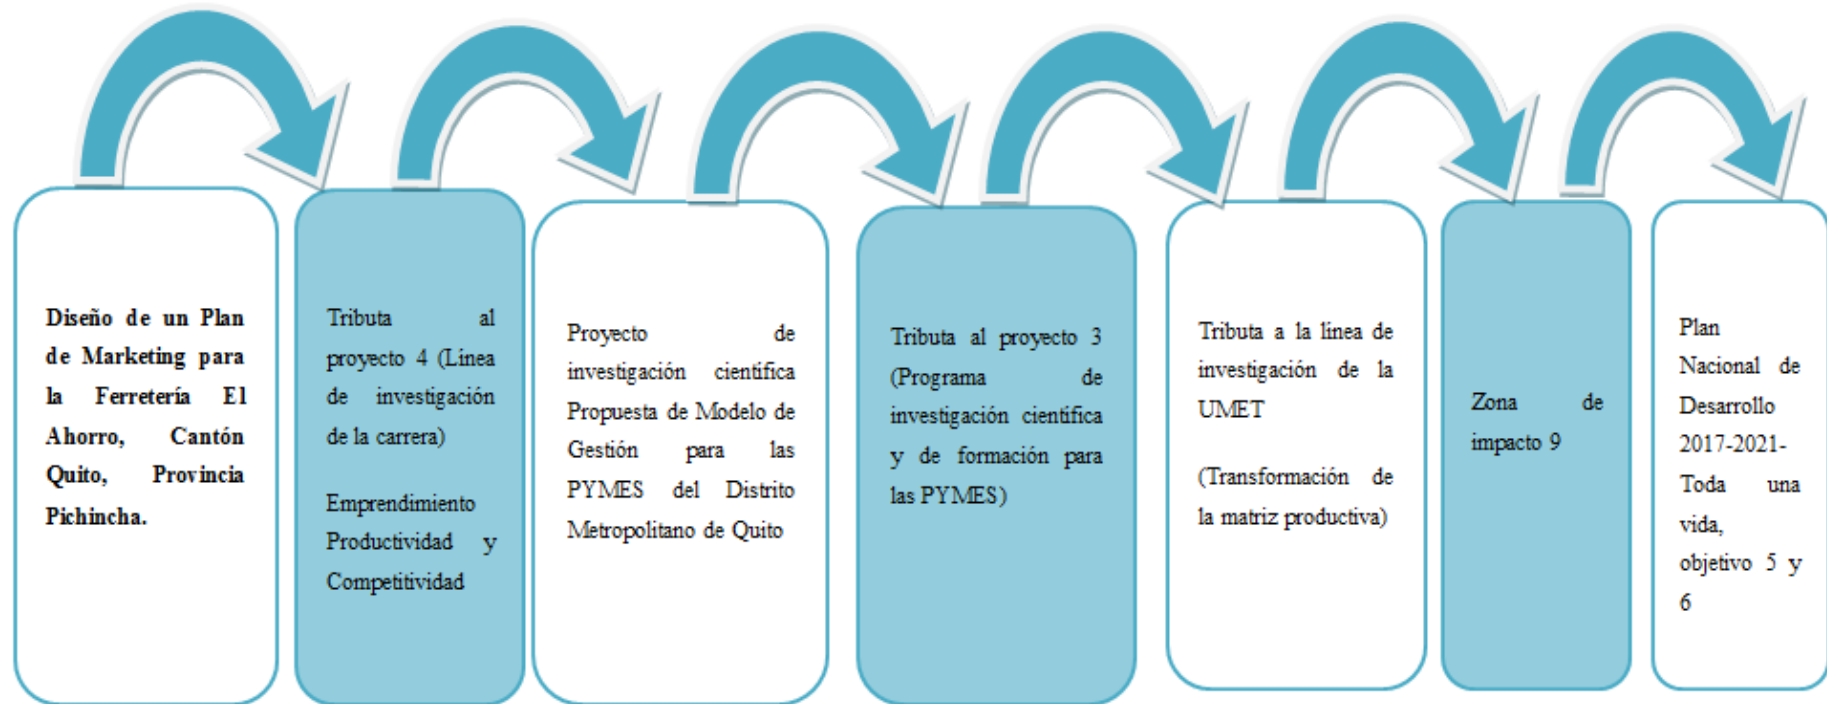 Diseño de un Plan
de Marketing para
la Ferretería El
Ahorro, Cantón
Quito, Provincia
Pichincha.
Tributa al
proyecto 4 (Línea
de investigación
de la carrera)
Emprendimiento
Productividad y
Competitividad
Proyecto de
investigación científica
Propuesta de Modelo de
Gestión para las
PYMES del Distrito
Metropolitano de Quito
Tributa al proyecto 3
(Programa de
investigación científica
y de formación para
las PYMES)
Tributa a la línea de
investigación de la
UMET
(Transformación de
la matriz productiva)
Zona de
impacto 9
Plan
Nacional de
Desarrollo
2017-2021-
Toda una
vida,
objetivo 5 y
6